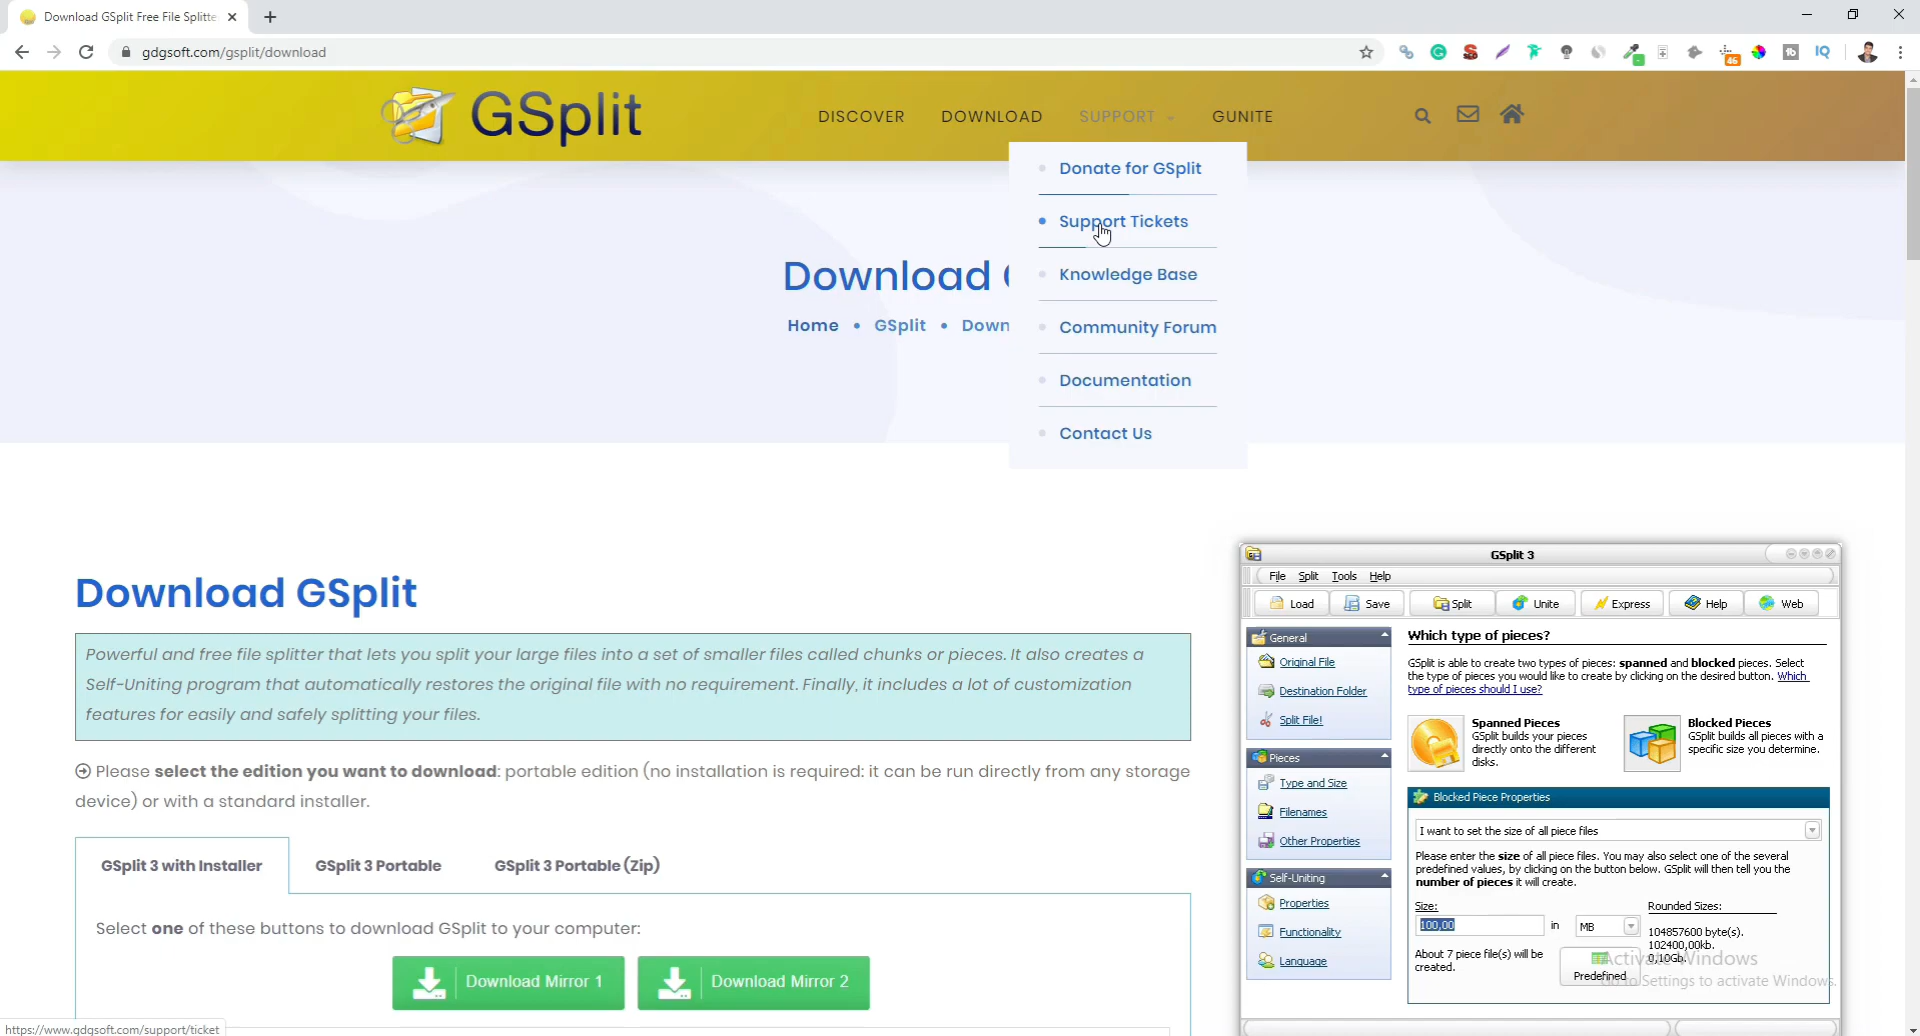 Download GSplit Free File Splitte
gdgsoft.com/gsplit/download
46
tb
IQ
GSplit
DISCOVER
DOWNLOAD
SUPPORT
GUNITE
Donate for GSplit
Support Tickets
Knowledge Base
Community Forum
Documentation
Contact Us
Download
Home • GSplit • Down
Download GSplit
Powerful and free file splitter that lets you split your large files into a set of smaller files called chunks or pieces. It also creates a
Self-Uniting program that automatically restores the original file with no requirement. Finally, it includes a lot of customization
features for easily and safely splitting your files.
Please select the edition you want to download: portable edition (no installation is required: it can be run directly from any storage
device) or with a standard installer.
GSplit 3 with Installer
GSplit 3 Portable
GSplit 3 Portable (Zip)
Select one of these buttons to download GSplit to your computer:
Download Mirror 1
Download Mirror 2
GSplit 3
File Split Tools Help
Load Save Split Unite Express Help Web
General
Original File
Destination Folder
Split File!
Pieces
Type and Size
Filenames
Other Properties
Self-Uniting
Properties
Functionality
Language
Which type of pieces?
GSplit is able to create two types of pieces: spanned and blocked pieces. Select
the type of pieces you would like to create by clicking on the desired button. Which
type of pieces should I use?
Spanned Pieces
GSplit builds your pieces
directly onto the different
disks.
Blocked Pieces
GSplit builds all pieces with a
specific size you determine.
Blocked Piece Properties
I want to set the size of all piece files
Please enter the size of all piece files. You may also select one of the several
predefined values, by clicking on the button below. GSplit will then tell you the
number of pieces it will create.
Size:
100,00 in MB
Rounded Sizes:
104857600 byte(s).
102400,00kb.
0,10Gb.
About 7 piece file(s) will be
created.
Predefined
Activate Windows
Go to Settings to activate Windows.
https://www.gdgsoft.com/support/ticket